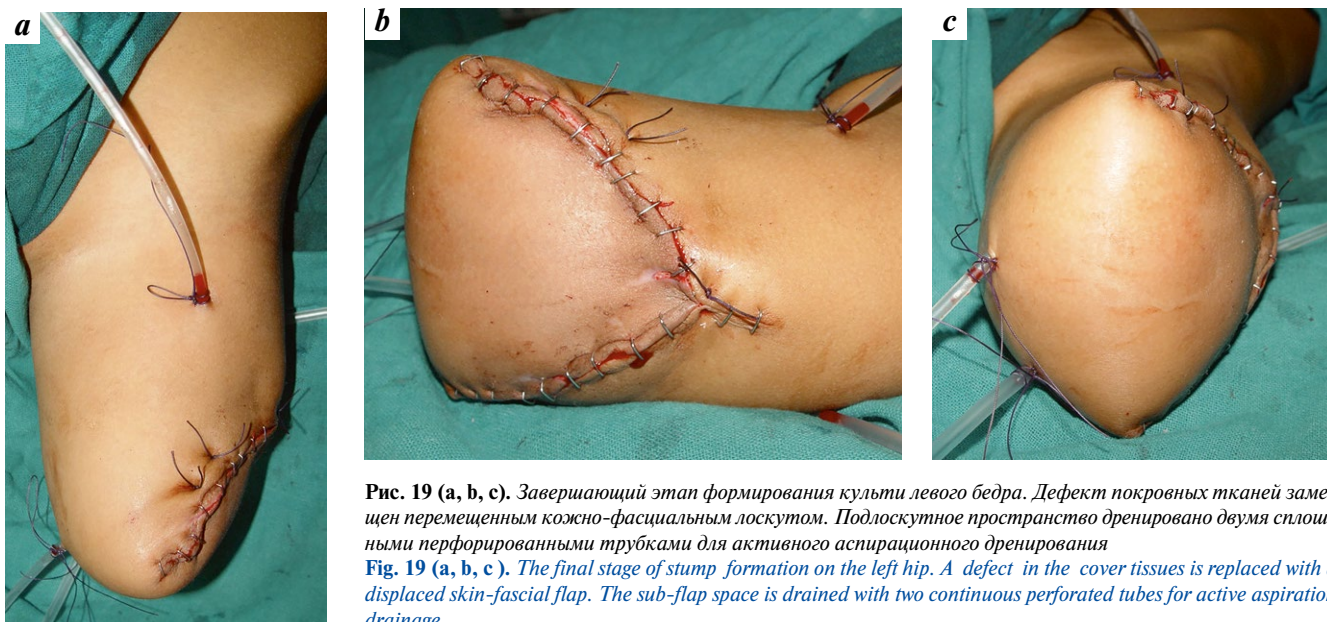 a
b
c
Рис. 19 (a, b, c). Завершающий этап формирования культи левого бедра. Дефект покровных тканей заме-
щен перемещенным кожно-фасциальным лоскутом. Подлоскутное пространство дренировано двумя сплош-
ными перфорированными трубками для активного аспирационного дренирования
Fig. 19 (a, b, c ). The final stage of stump formation on the left hip. A defect in the cover tissues is replaced with
displaced skin-fascial flap. The sub-flap space is drained with two continuous perforated tubes for active aspiration
drainage